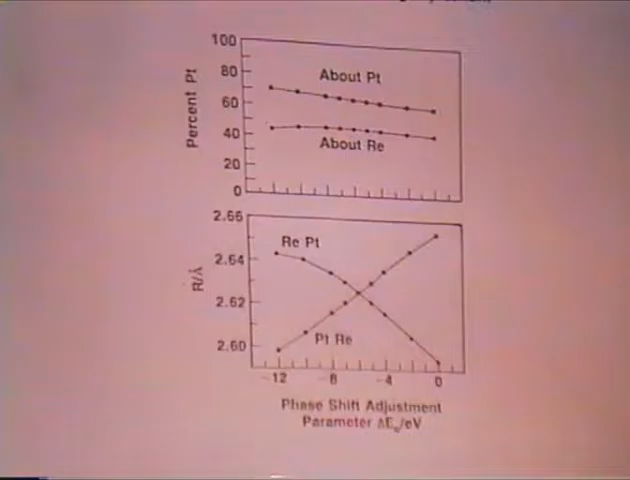 100
80
60
40
20
0
Percent Pt
About Pt
About Re
2.66
2.64
2.62
2.60
R/Å
Re Pt
Pt Re
-12 -8 -4 0
Phase Shift Adjustment
Parameter ΔE₀/eV